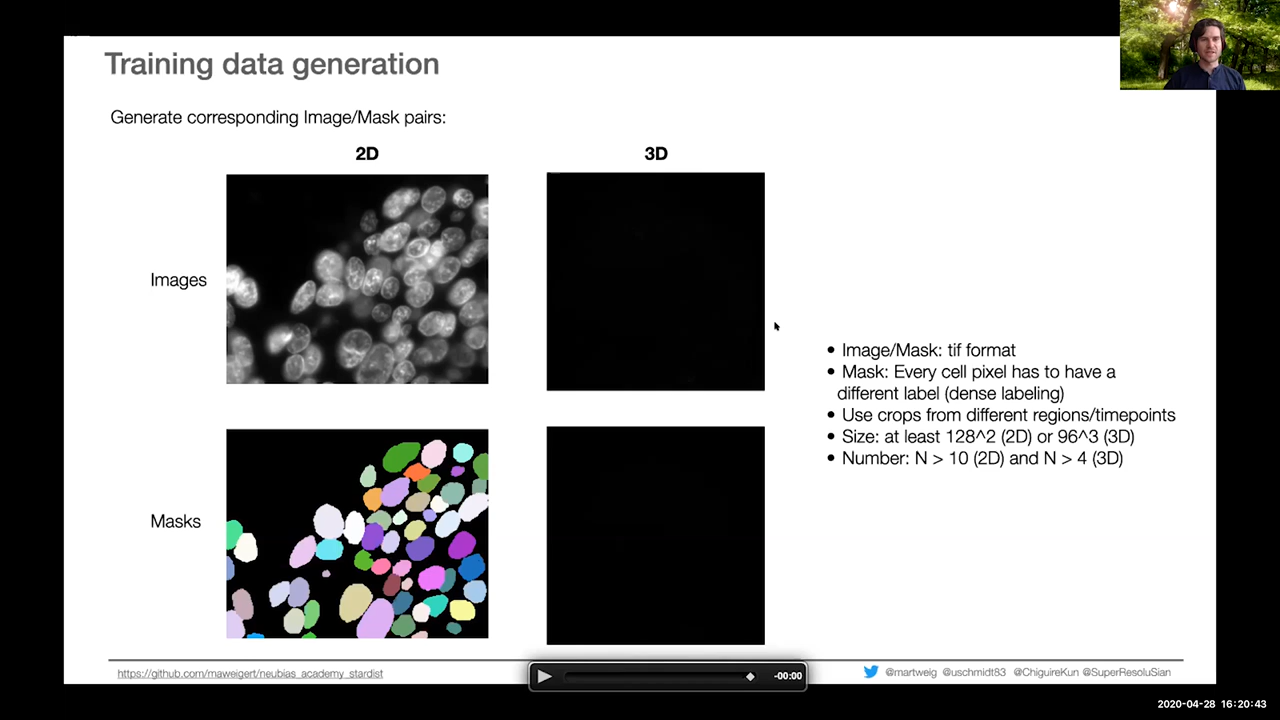 Training data generation
Generate corresponding Image/Mask pairs:
2D
3D
Images
Masks
• Image/Mask: tif format
• Mask: Every cell pixel has to have a
different label (dense labeling)
• Use crops from different regions/timepoints
• Size: at least 128^2 (2D) or 96^3 (3D)
• Number: N > 10 (2D) and N > 4 (3D)
https://github.com/maweigert/neubias_academy_stardist
-00:00
@martweig @uschmidt83 @ChiguireKun @SuperResoluSian
2020-04-28 16:20:43